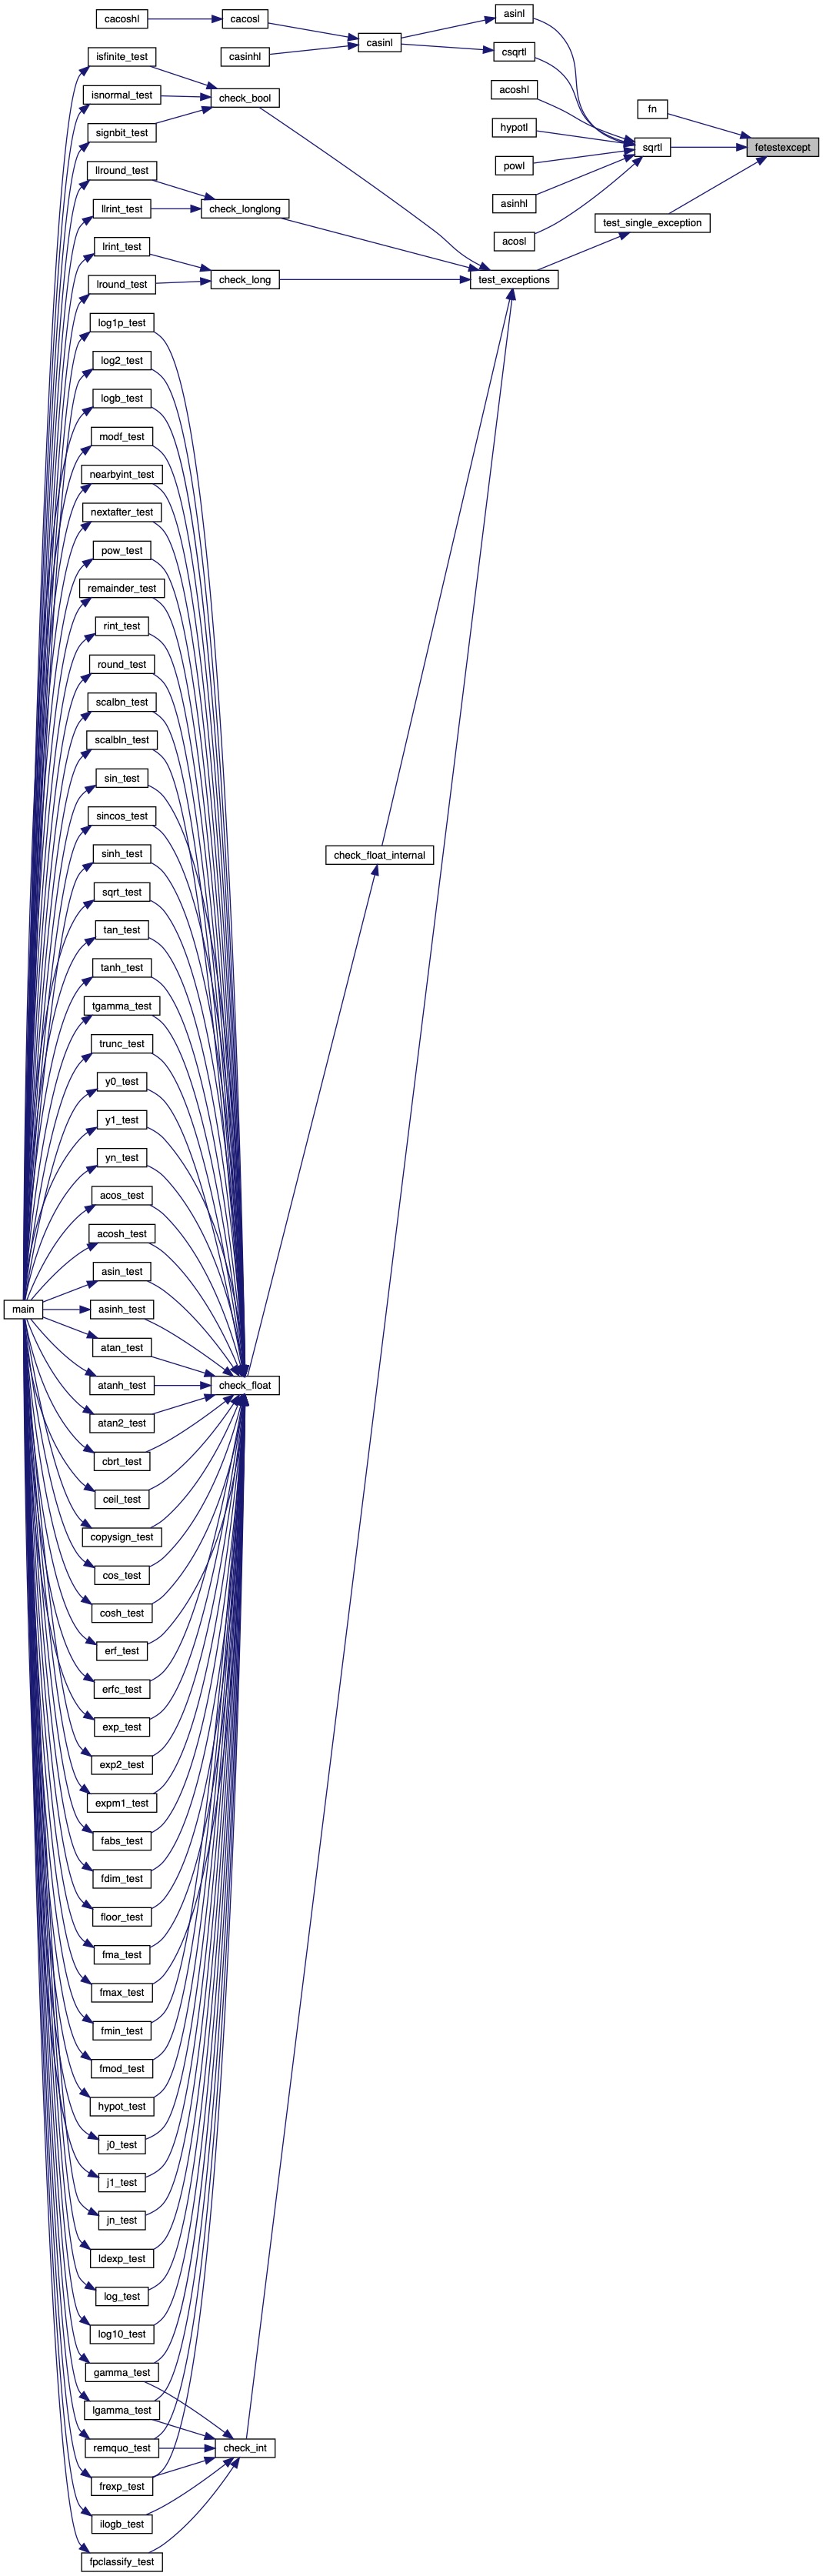 cacoshl
cacosl
asinl
casinl
casinhl
csqrtl
isfinite_test
check_bool
acoshl
isnormal_test
fn
hypotl
signbit_test
sqrtl
fetestexcept
powl
llround_test
asinhl
llrint_test
check_longlong
test_single_exception
acosl
lrint_test
check_long
test_exceptions
lround_test
log1p_test
log2_test
logb_test
modf_test
nearbyint_test
nextafter_test
pow_test
remainder_test
rint_test
round_test
scalbn_test
scalbln_test
sin_test
sincos_test
sinh_test
check_float_internal
sqrt_test
tan_test
tanh_test
tgamma_test
trunc_test
y0_test
y1_test
yn_test
acos_test
acosh_test
asin_test
main
asinh_test
atan_test
atanh_test
check_float
atan2_test
cbrt_test
ceil_test
copysign_test
cos_test
cosh_test
erf_test
erfc_test
exp_test
exp2_test
expm1_test
fabs_test
fdim_test
floor_test
fma_test
fmax_test
fmin_test
fmod_test
hypot_test
j0_test
j1_test
jn_test
ldexp_test
log_test
log10_test
gamma_test
lgamma_test
remquo_test
check_int
frexp_test
ilogb_test
fpclassify_test